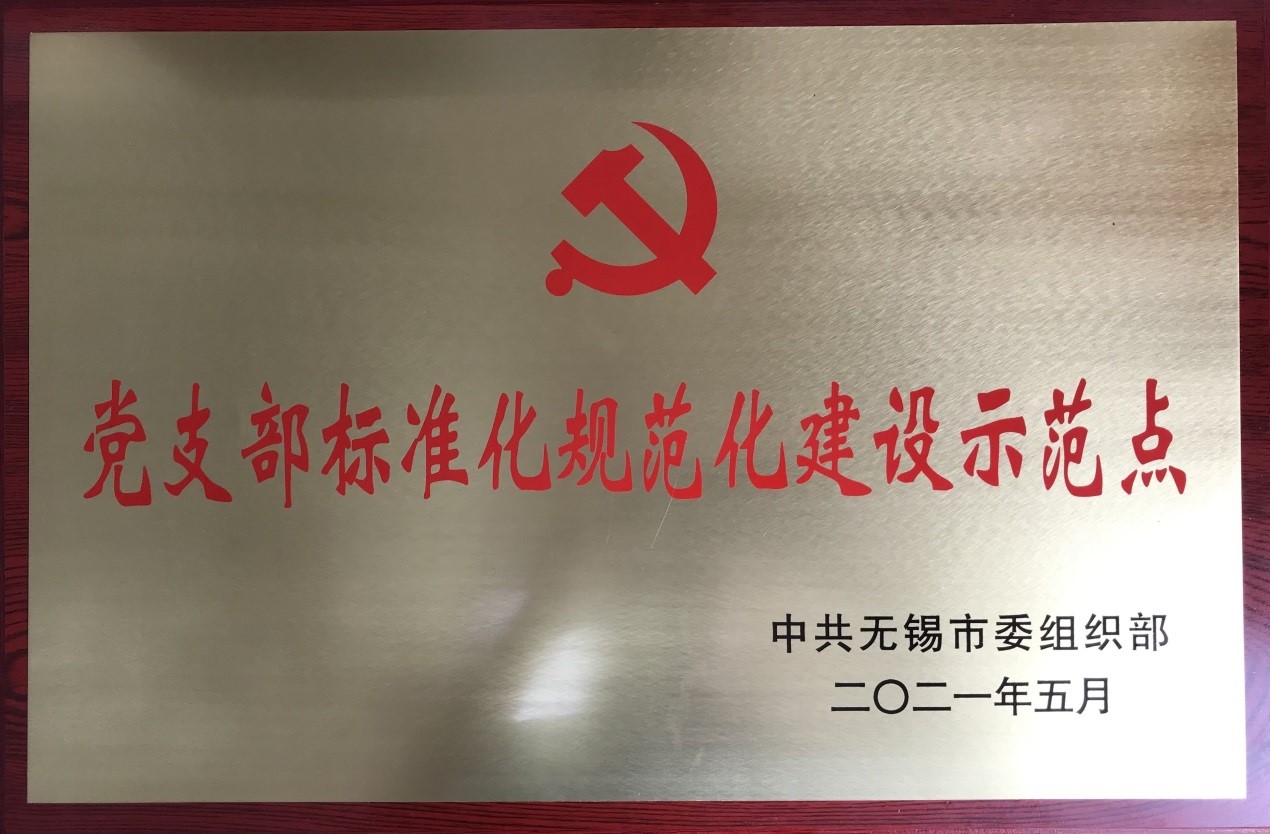 党支部标准化规范化建设示范点
中共无锡市委组织部
二〇二一年五月